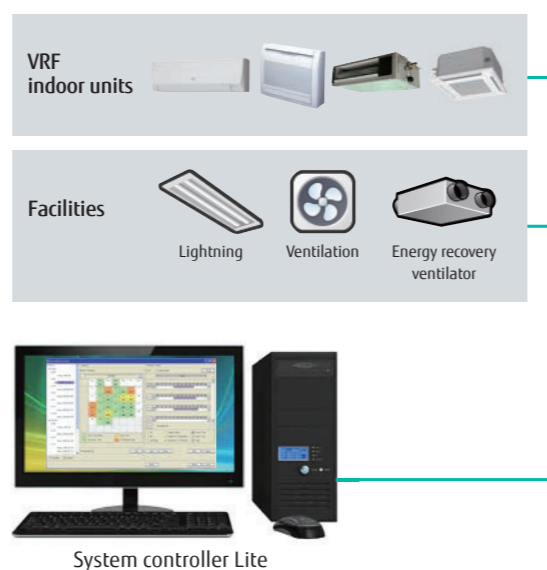 VRF
indoor units
Facilities
Lightning
Ventilation
Energy recovery
ventilator
System controller Lite